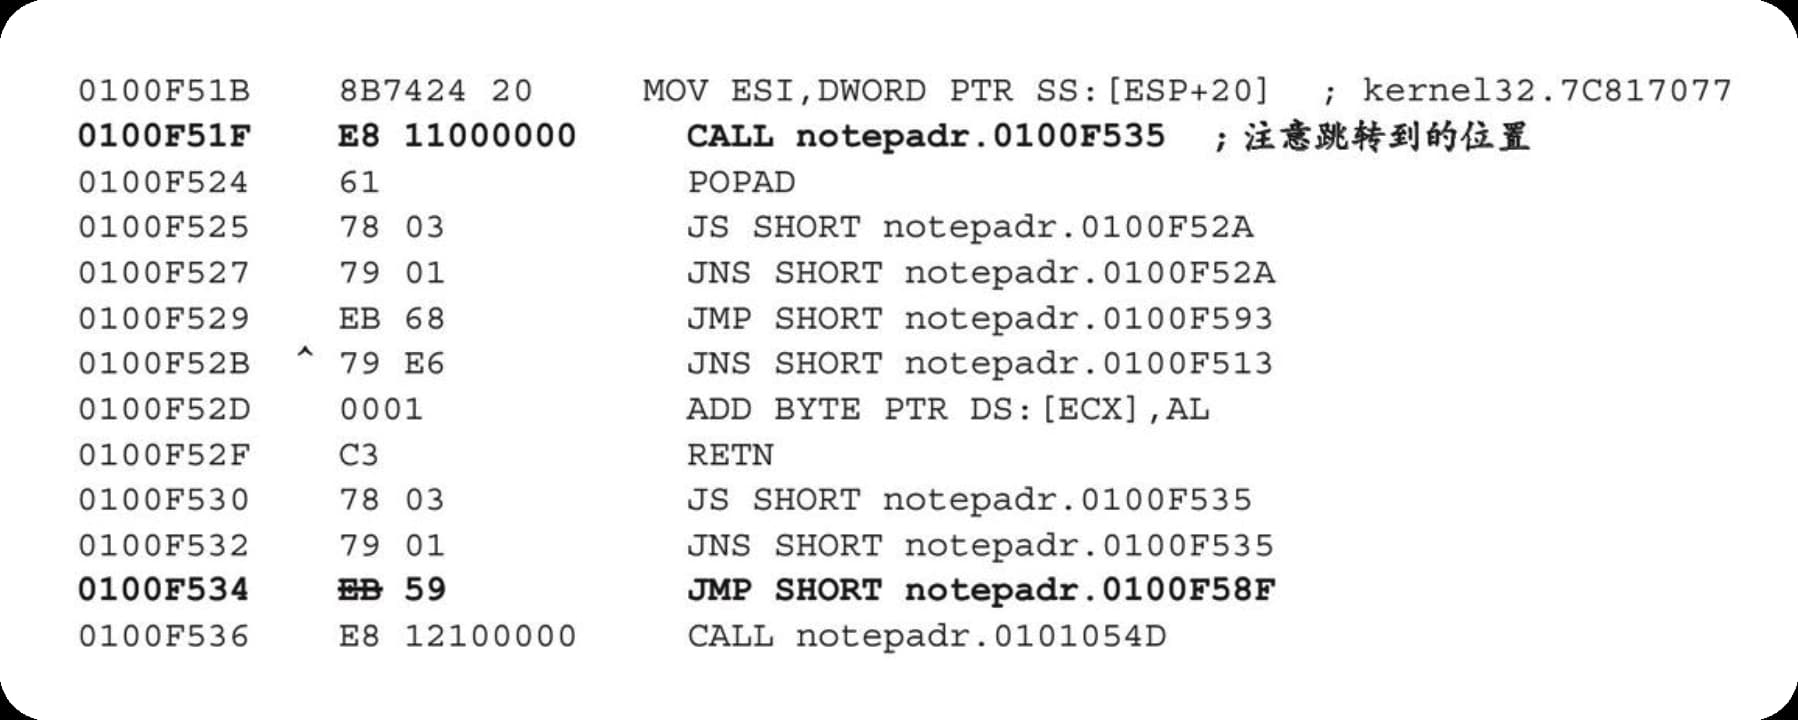 0100F51B 8B7424 20 MOV ESI,DWORD PTR SS:[ESP+20] ; kernel32.7C817077
0100F51F E8 11000000 CALL notepadr.0100F535 ;注意跳转到的位置
0100F524 61 POPAD
0100F525 78 03 JS SHORT notepadr.0100F52A
0100F527 79 01 JNS SHORT notepadr.0100F52A
0100F529 EB 68 JMP SHORT notepadr.0100F593
0100F52B ^ 79 E6 JNS SHORT notepadr.0100F513
0100F52D 0001 ADD BYTE PTR DS:[ECX],AL
0100F52F C3 RETN
0100F530 78 03 JS SHORT notepadr.0100F535
0100F532 79 01 JNS SHORT notepadr.0100F535
0100F534 EB 59 JMP SHORT notepadr.0100F58F
0100F536 E8 12100000 CALL notepadr.0101054D